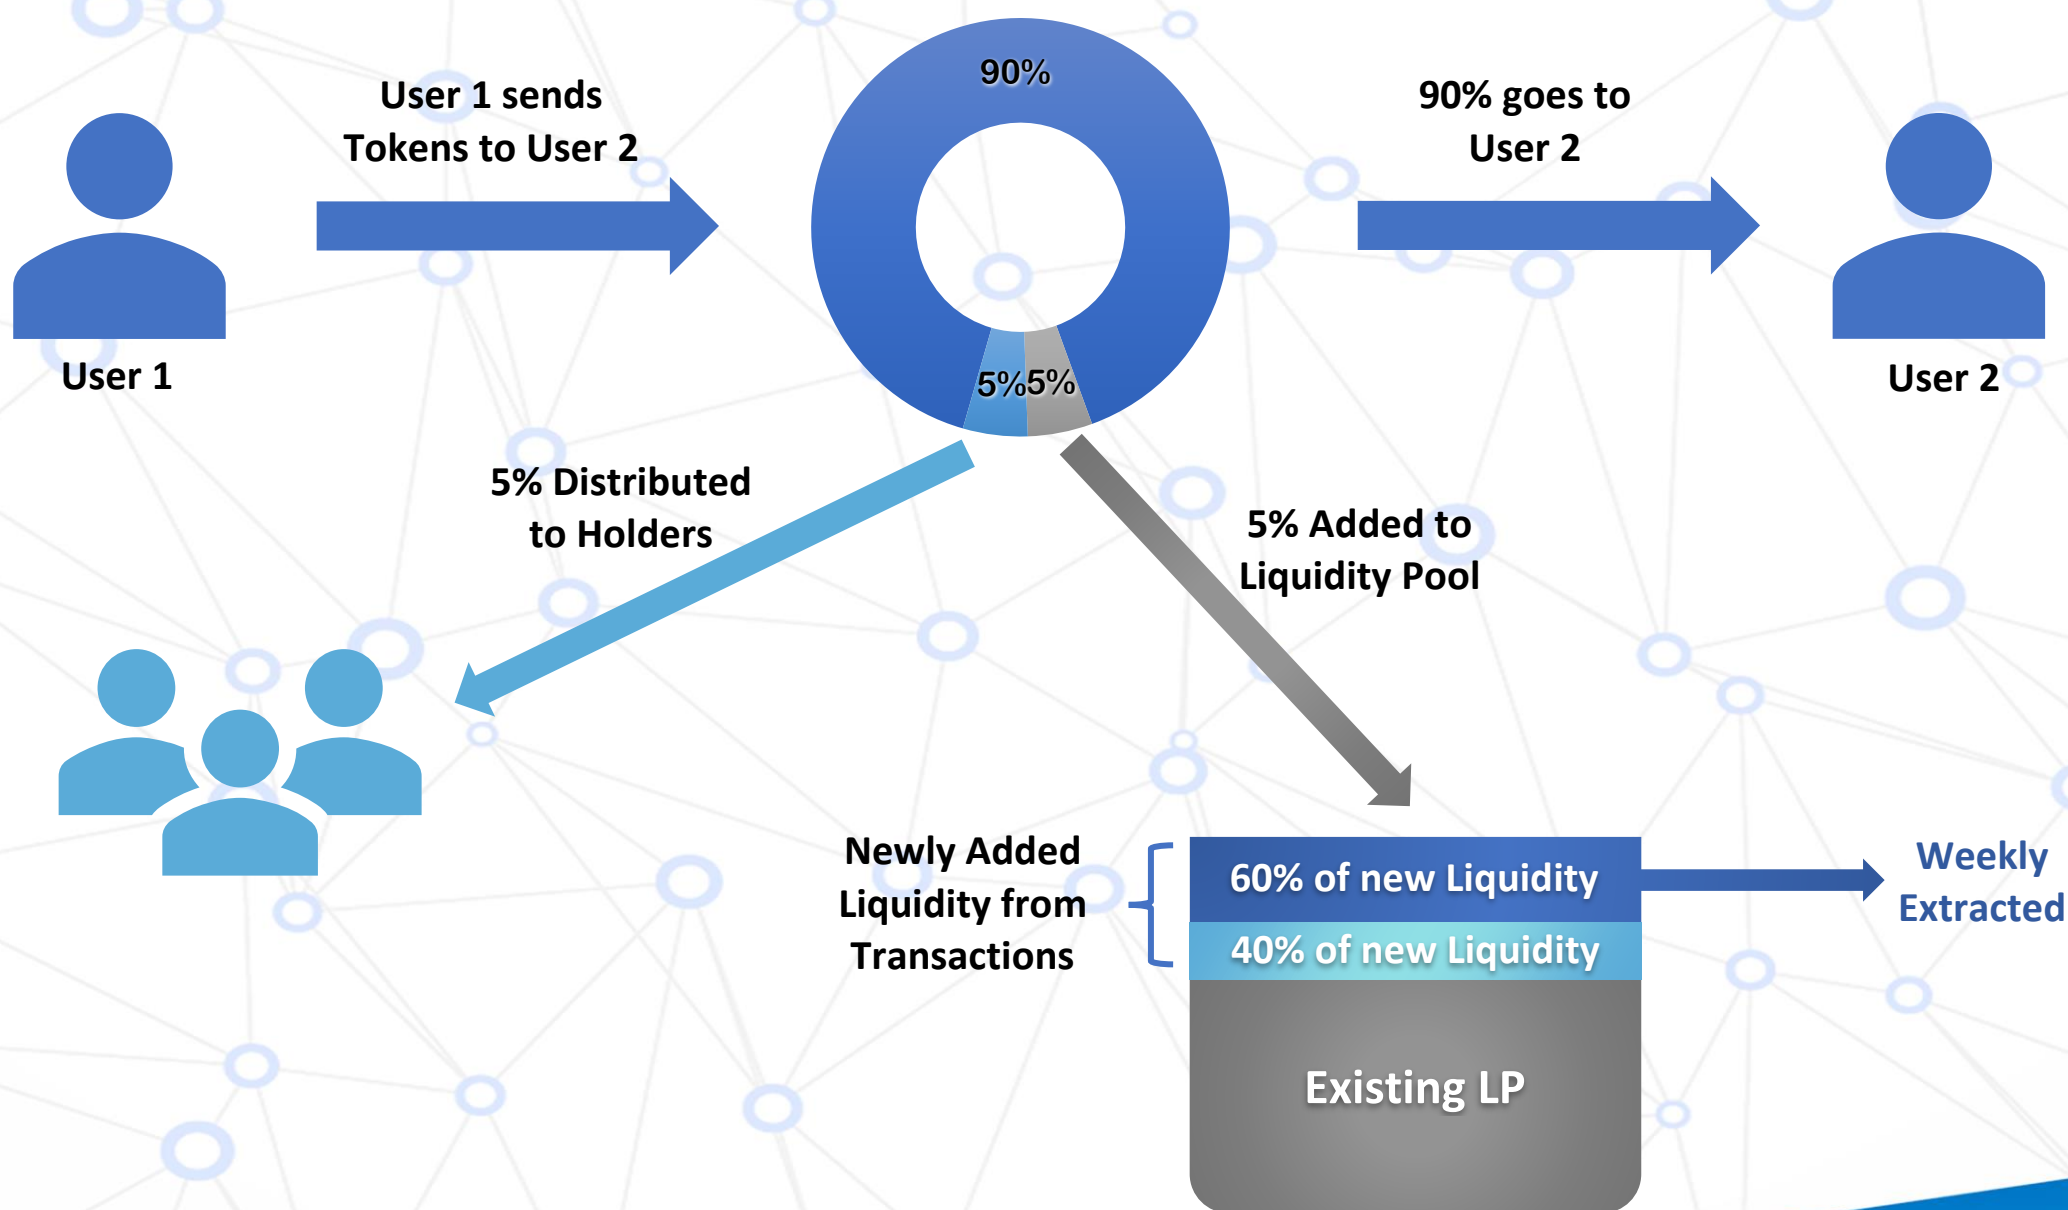 90%
User 1 sends
Tokens to User 2
90% goes to
User 2
User 1
5%
5%
User 2
5% Distributed
to Holders
5% Added to
Liquidity Pool
Newly Added
Liquidity from
Transactions
60% of new Liquidity
40% of new Liquidity
Weekly
Extracted
Existing LP